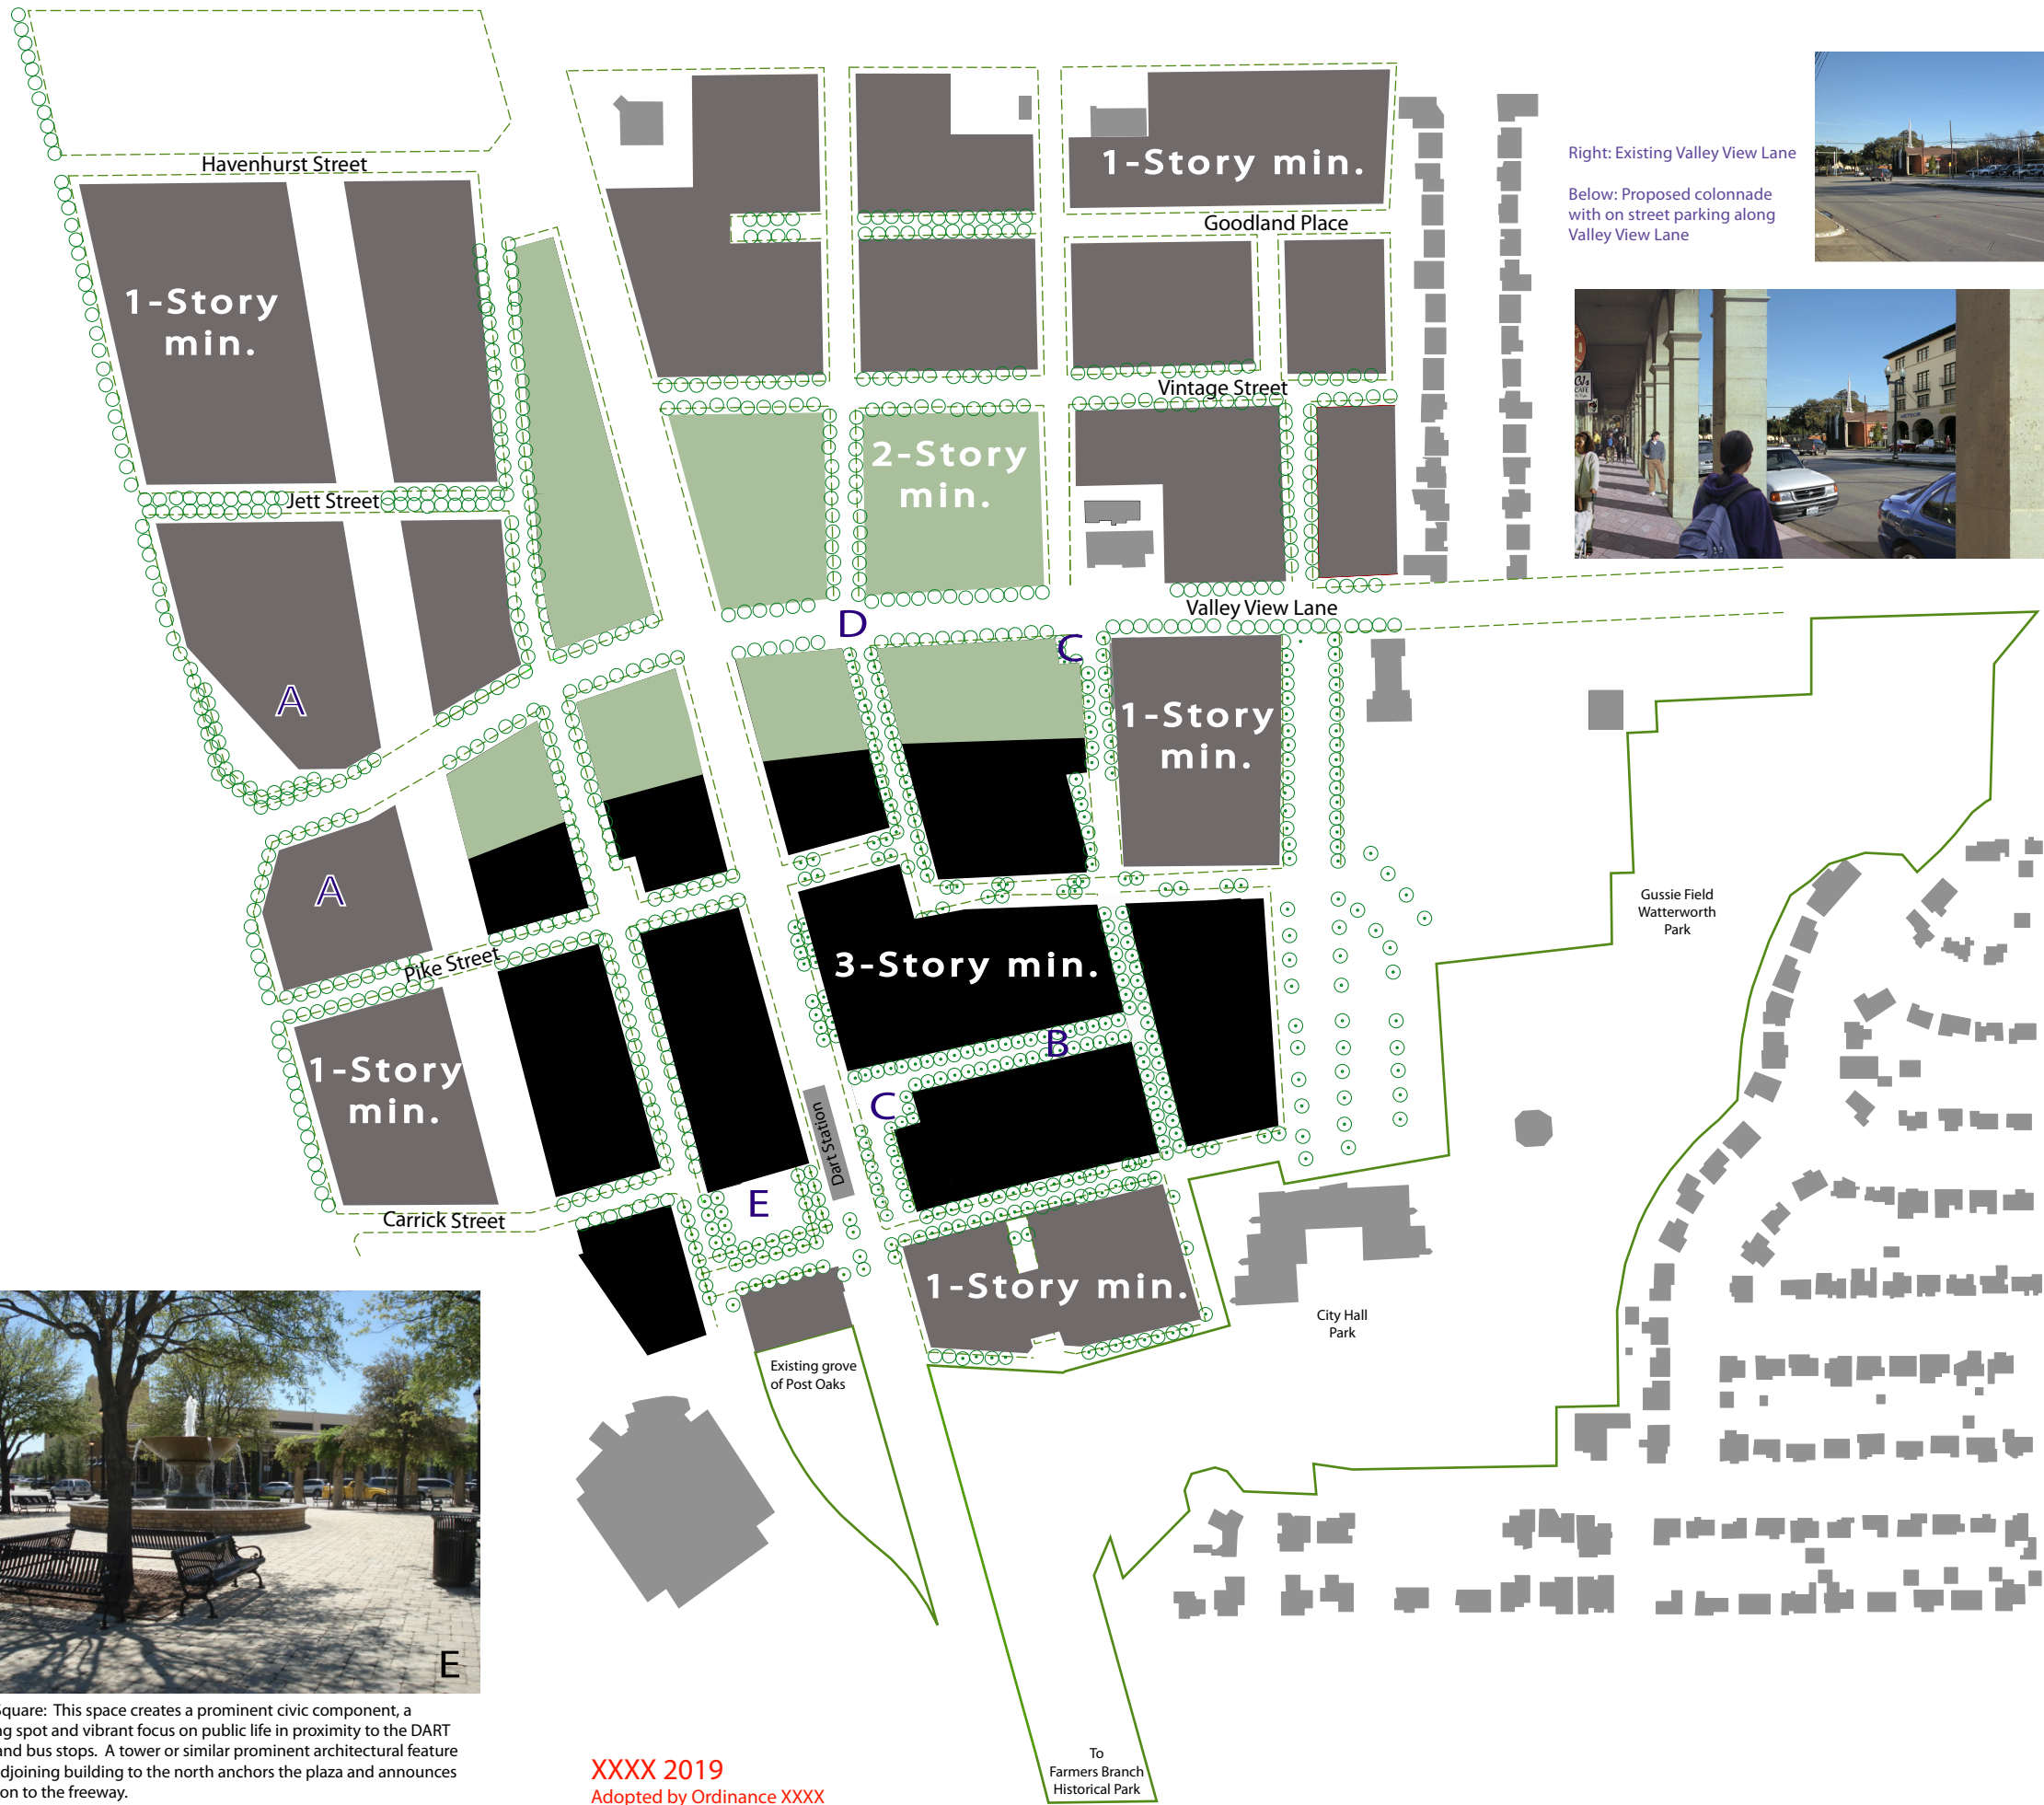 Havenhurst Street
1-Story min.
Goodland Place
Right: Existing Valley View Lane
Below: Proposed colonnade
with on street parking along
Valley View Lane
1-Story
min.
Vintage Street
2-Story
min.
Jett Street
Valley View Lane
D
C
A
1-Story
min.
A
Gussie Field
Watterworth
Park
Pike Street
3-Story min.
B
1-Story
min.
C
Dart Station
E
Carrick Street
1-Story min.
City Hall
Park
Existing grove
of Post Oaks
E
Square: This space creates a prominent civic component, a
ng spot and vibrant focus on public life in proximity to the DART
and bus stops. A tower or similar prominent architectural feature
djoining building to the north anchors the plaza and announces
on to the freeway.
XXXX 2019
Adopted by Ordinance XXXX
To
Farmers Branch
Historical Park